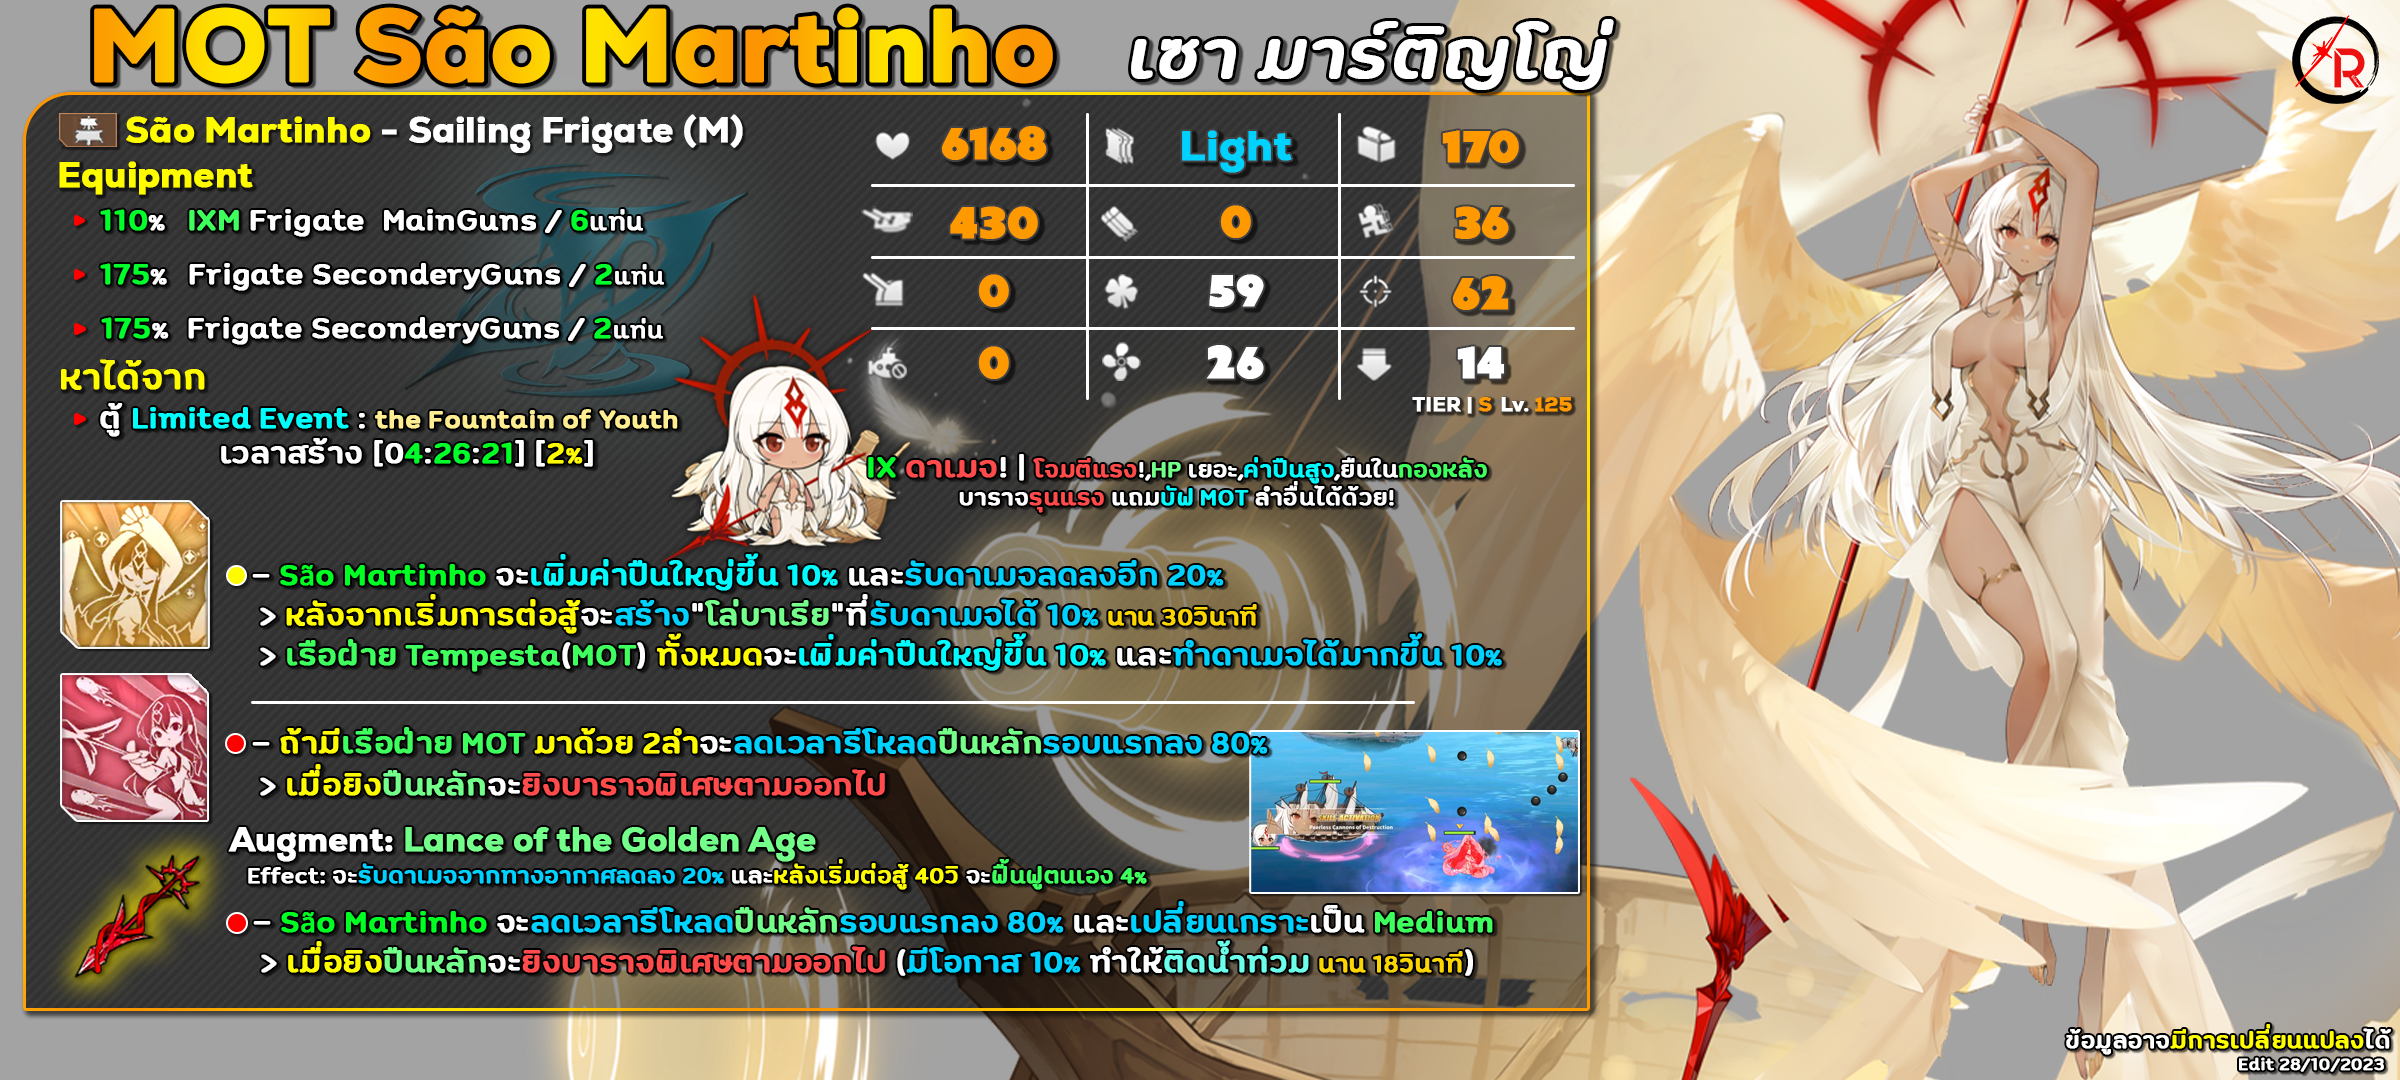 MOT São Martinho เซา มาร์ติญโญ่
R
São Martinho - Sailing Frigate (M)
Equipment
110% IXM Frigate MainGuns / 6แท่น
175% Frigate SeconderyGuns / 2แท่น
175% Frigate SeconderyGuns / 2แท่น
หาได้จาก
ตู้ Limited Event : the Fountain of Youth
เวลาสร้าง [04:26:21] [2%]
6168 Light 170
430 0 36
0 59 62
0 26 14
TIER | S Lv. 125
IX ดาเมจ! | โจมตีแรง!,HP เยอะ,ค่าปืนสูง,ยืนในกองหลัง
บาราจรุนแรง แถมบัฟ MOT ลำอื่นได้ด้วย!
– São Martinho จะเพิ่มค่าปืนใหญ่ขึ้น 10% และรับดาเมจลดลงอีก 20%
> หลังจากเริ่มการต่อสู้จะสร้าง"โล่บาเรีย"ที่รับดาเมจได้ 10% นาน 30วินาที
> เรือฝ่าย Tempesta(MOT) ทั้งหมดจะเพิ่มค่าปืนใหญ่ขึ้น 10% และทำดาเมจได้มากขึ้น 10%
– ถ้ามีเรือฝ่าย MOT มาด้วย 2ลำจะลดเวลารีโหลดปืนหลักรอบแรกลง 80%
> เมื่อยิงปืนหลักจะยิงบาราจพิเศษตามออกไป
SKILL ACTIVATION
Peerless Cannons of Destruction
Augment: Lance of the Golden Age
Effect: จะรับดาเมจจากทางอากาศลดลง 20% และหลังเริ่มต่อสู้ 40วิ จะฟื้นฟูตนเอง 4%
– São Martinho จะลดเวลารีโหลดปืนหลักรอบแรกลง 80% และเปลี่ยนเกราะเป็น Medium
> เมื่อยิงปืนหลักจะยิงบาราจพิเศษตามออกไป (มีโอกาส 10% ทำให้ติดน้ำท่วม นาน 18วินาที)
ข้อมูลอาจมีการเปลี่ยนแปลงได้
Edit 28/10/2023